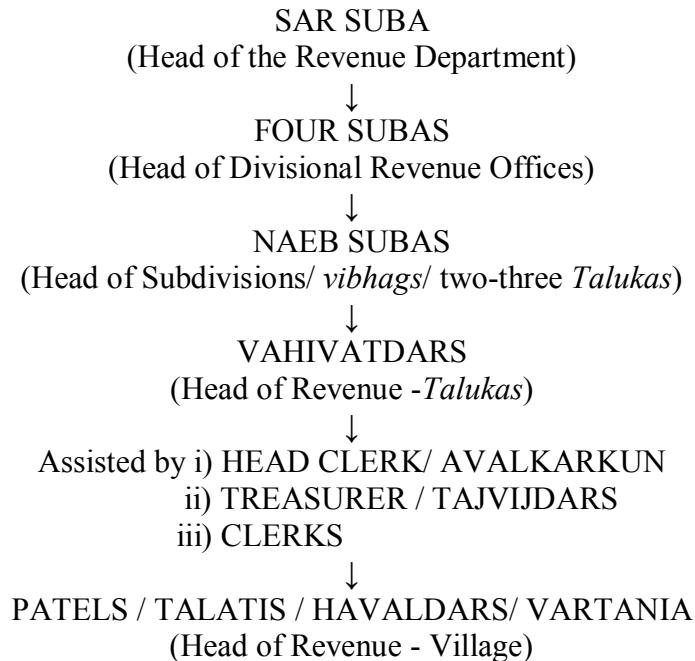 SAR SUBA
(Head of the Revenue Department)
↓
FOUR SUBAS
(Head of Divisional Revenue Offices)
↓
NAEB SUBAS
(Head of Subdivisions/ vibhags/ two-three Talukas)
↓
VAHIVATDARS
(Head of Revenue -Talukas)
↓
Assisted by i) HEAD CLERK/ AVALKARKUN
ii) TREASURER / TAJVIJDARS
iii) CLERKS
↓
PATELS / TALATIS / HAVALDARS/ VARTANIA
(Head of Revenue - Village)